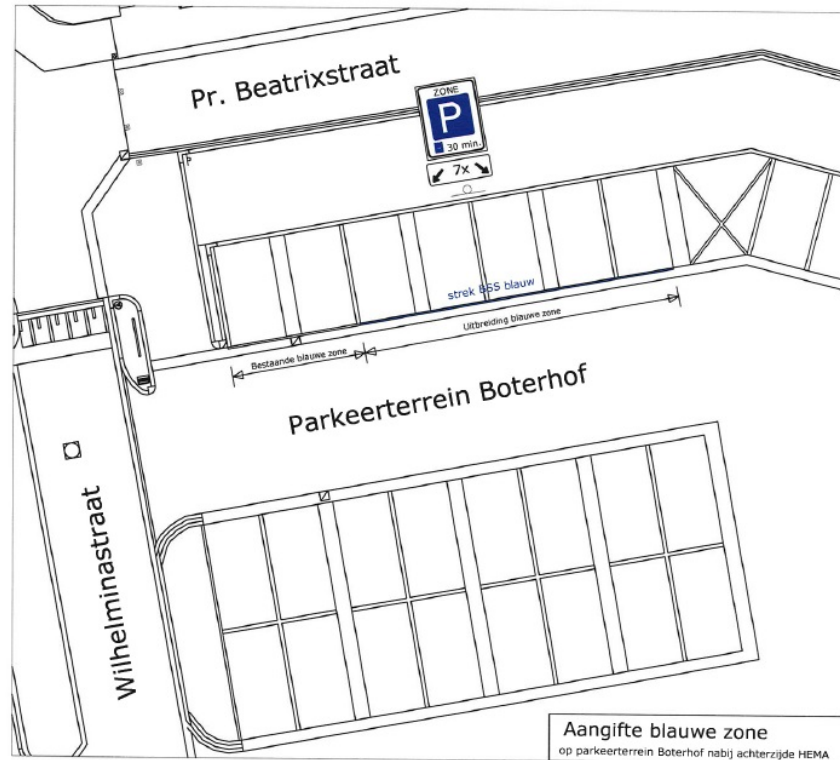 Pr. Beatrixstraat
ZONE
P
30 min.
7x
strek BSS blauw
Uitbreiding blauwe zone
Bestaande blauwe zone
Parkeerterrein Boterhof
Wilhelminastraat
Aangifte blauwe zone
op parkeerterrein Boterhof nabij achterzijde HEMA